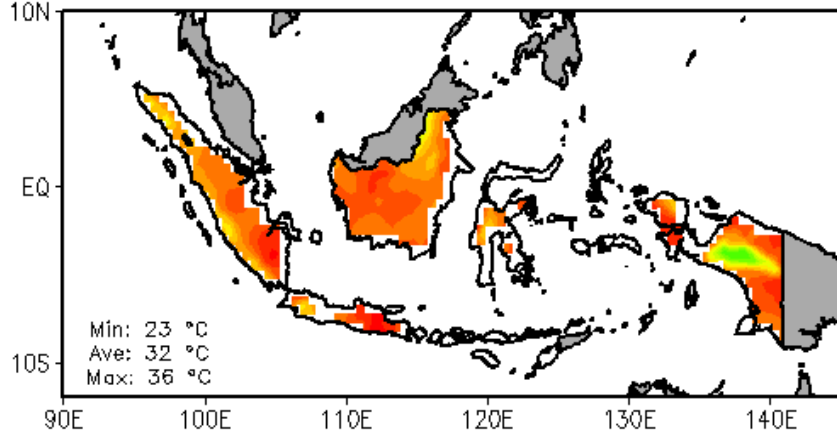 10N
EQ
10S
Min: 23 °C
Ave: 32 °C
Max: 36 °C
90E 100E 110E 120E 130E 140E